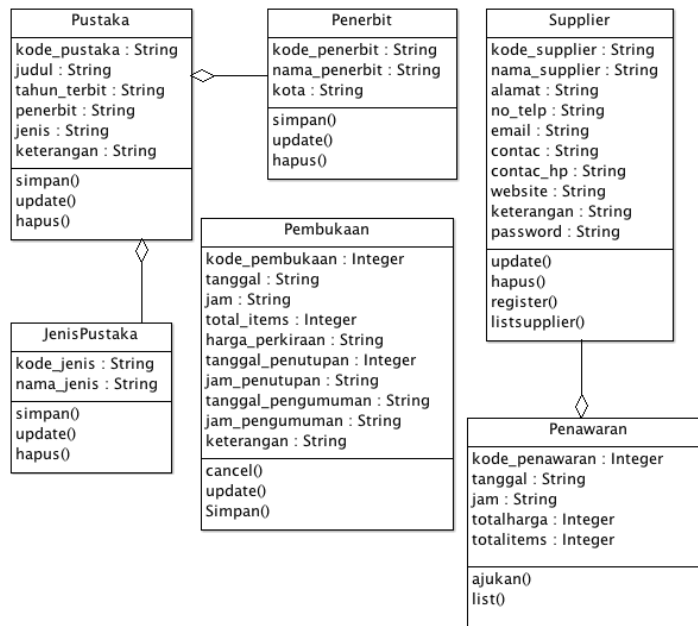 Pustaka
kode_pustaka : String
judul : String
tahun_terbit : String
penerbit : String
jenis : String
keterangan : String
simpan()
update()
hapus()
Penerbit
kode_penerbit : String
nama_penerbit : String
kota : String
simpan()
update()
hapus()
Supplier
kode_supplier : String
nama_supplier : String
alamat : String
no_telp : String
email : String
contac : String
contac_hp : String
website : String
keterangan : String
password : String
update()
hapus()
register()
listsupplier()
Pembukaan
kode_pembukaan : Integer
tanggal : String
jam : String
total_items : Integer
harga_perkiraan : String
tanggal_penutupan : Integer
jam_penutupan : String
tanggal_pengumuman : String
jam_pengumuman : String
keterangan : String
cancel()
update()
Simpan()
JenisPustaka
kode_jenis : String
nama_jenis : String
simpan()
update()
hapus()
Penawaran
kode_penawaran : Integer
tanggal : String
jam : String
totalharga : Integer
totalitems : Integer
ajukan()
list()